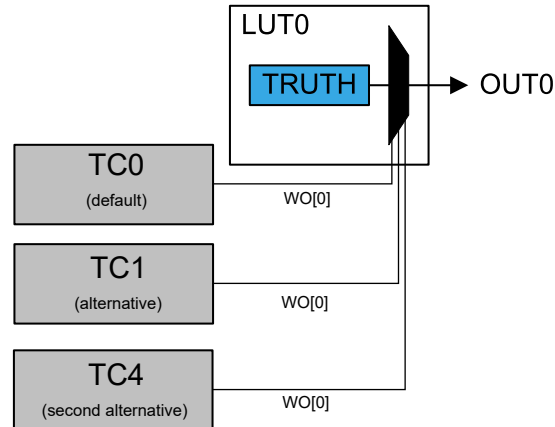 LUT0
TRUTH
OUT0
TC0
(default)
WO[0]
TC1
(alternative)
WO[0]
TC4
(second alternative)
WO[0]